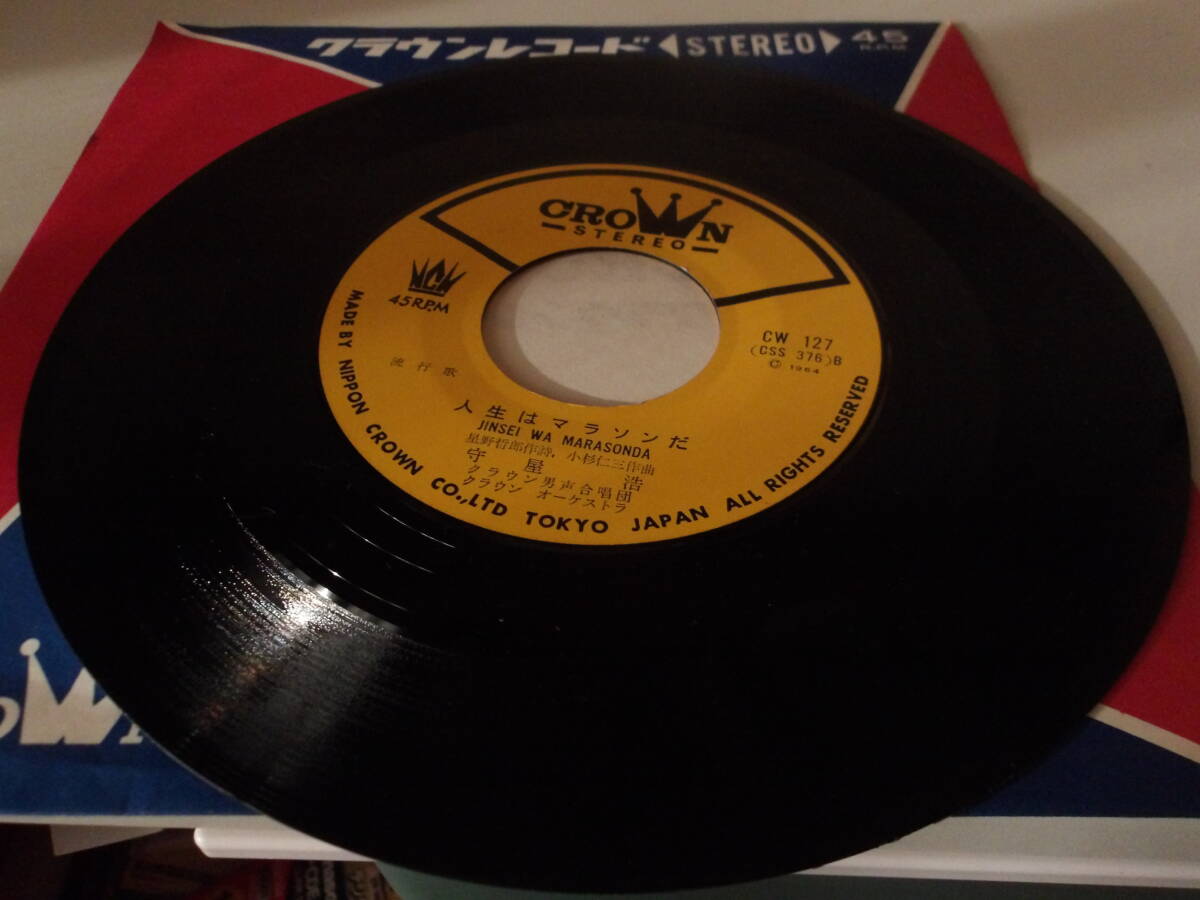 クラウンレコード STEREO 45
R.P.M
CROWN
STEREO
45R.P.M
CW 127
(CSS 376)B
© 1964
流行歌
人生はマラソンだ
JINSEI WA MARASONDA
星野哲郎作詩、小杉仁三作曲
守屋浩
クラウン男声合唱団
クラウン オーケストラ
MADE BY NIPPON CROWN CO.,LTD TOKYO JAPAN ALL RIGHTS RESERVED